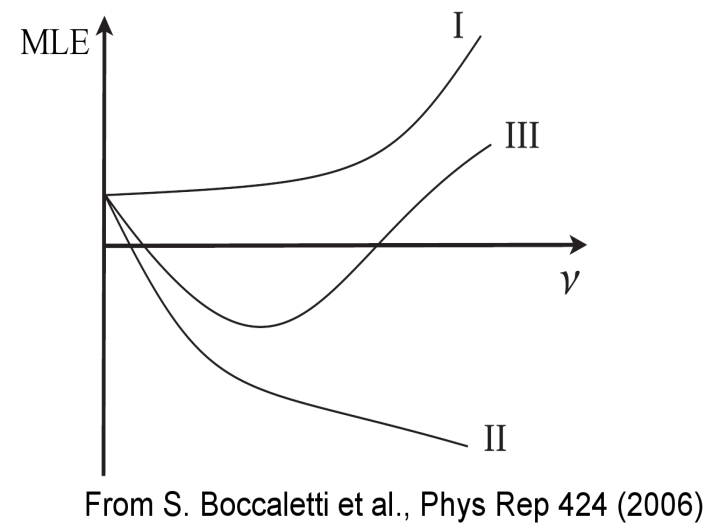 I
MLE
III
ν
II
From S. Boccaletti et al., Phys Rep 424 (2006)